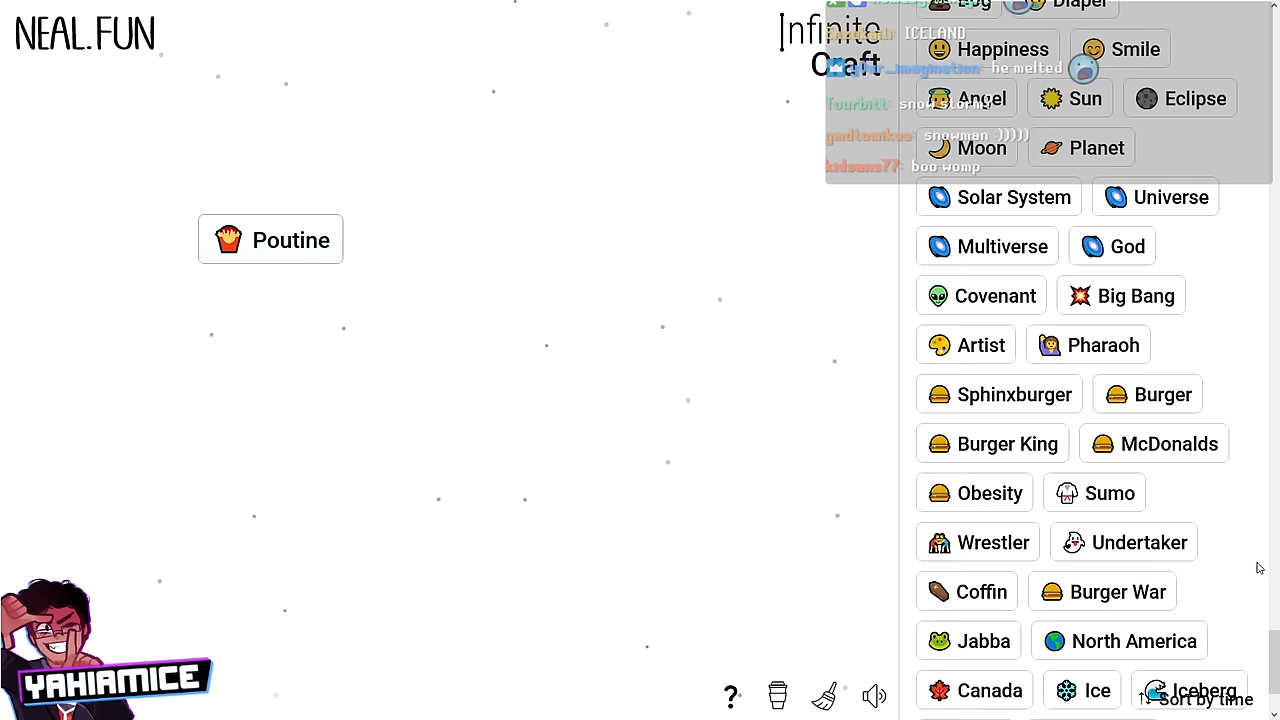 NEAL.FUN
Infinite
Craft
Poutine
Diaper
ICELAND
Happiness
Smile
he melted
Angel
Sun
Eclipse
Tourbitt: snow storm
snowman :)))))
Moon
Planet
boo womp
Solar System
Universe
Multiverse
God
Covenant
Big Bang
Artist
Pharaoh
Sphinxburger
Burger
Burger King
McDonalds
Obesity
Sumo
Wrestler
Undertaker
Coffin
Burger War
Jabba
North America
Canada
Ice
Iceberg
Sort by time
YAHIAMICE
?